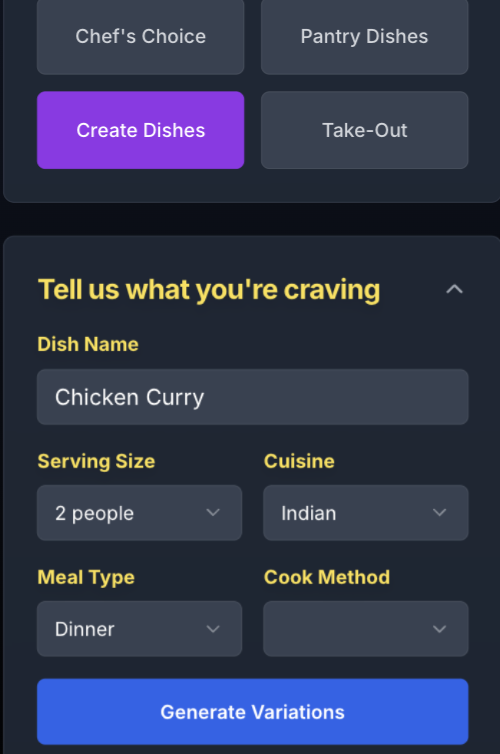 Chef's Choice
Pantry Dishes
Create Dishes
Take-Out
Tell us what you're craving
Dish Name
Chicken Curry
Serving Size
Cuisine
2 people
Indian
Meal Type
Cook Method
Dinner
Generate Variations